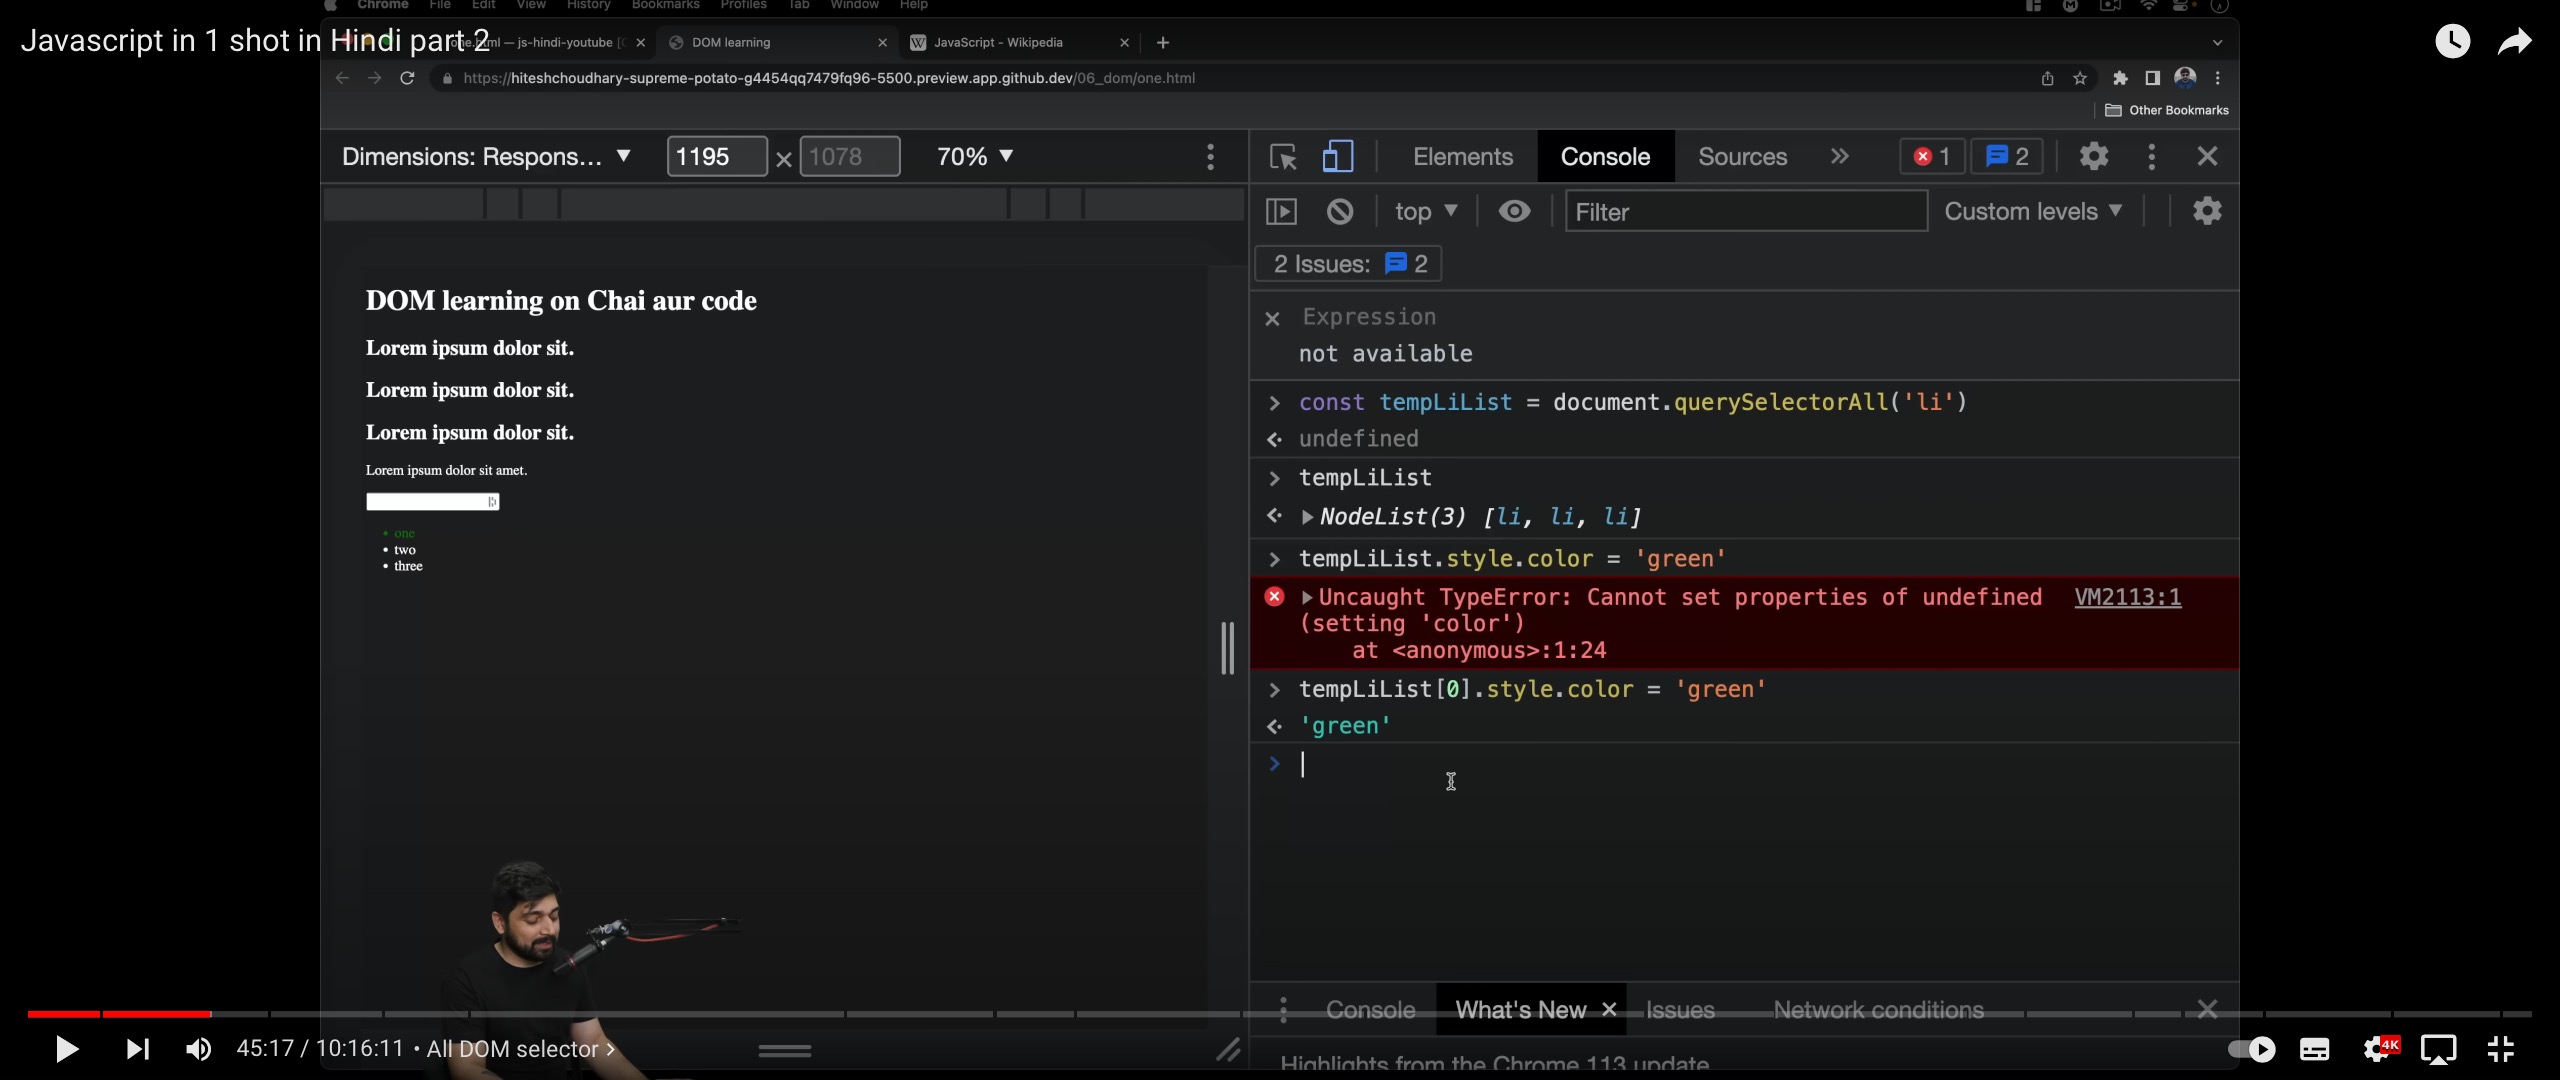 Chrome File Edit View History Bookmarks Profiles Tab Window Help
Javascript in 1 shot in Hindi part 2
one.html — js-hindi-youtube [
DOM learning
JavaScript - Wikipedia
https://hiteshchoudhary-supreme-potato-g4454qq7479fq96-5500.preview.app.github.dev/06_dom/one.html
Other Bookmarks
Dimensions: Respons... ▼ 1195 × 1078 70% ▼
Elements Console Sources » 1 2
top ▼ Filter Custom levels ▼
2 Issues: 2
DOM learning on Chai aur code
Lorem ipsum dolor sit.
Lorem ipsum dolor sit.
Lorem ipsum dolor sit.
Lorem ipsum dolor sit amet.
• one
• two
• three
Expression
not available
> const tempLiList = document.querySelectorAll('li')
undefined
> tempLiList
NodeList(3) [li, li, li]
> tempLiList.style.color = 'green'
Uncaught TypeError: Cannot set properties of undefined VM2113:1
(setting 'color')
at <anonymous>:1:24
> tempLiList[0].style.color = 'green'
'green'
>
Console What's New × Issues Network conditions
Highlights from the Chrome 113 update
45:17 / 10:16:11 • All DOM selector >
4K